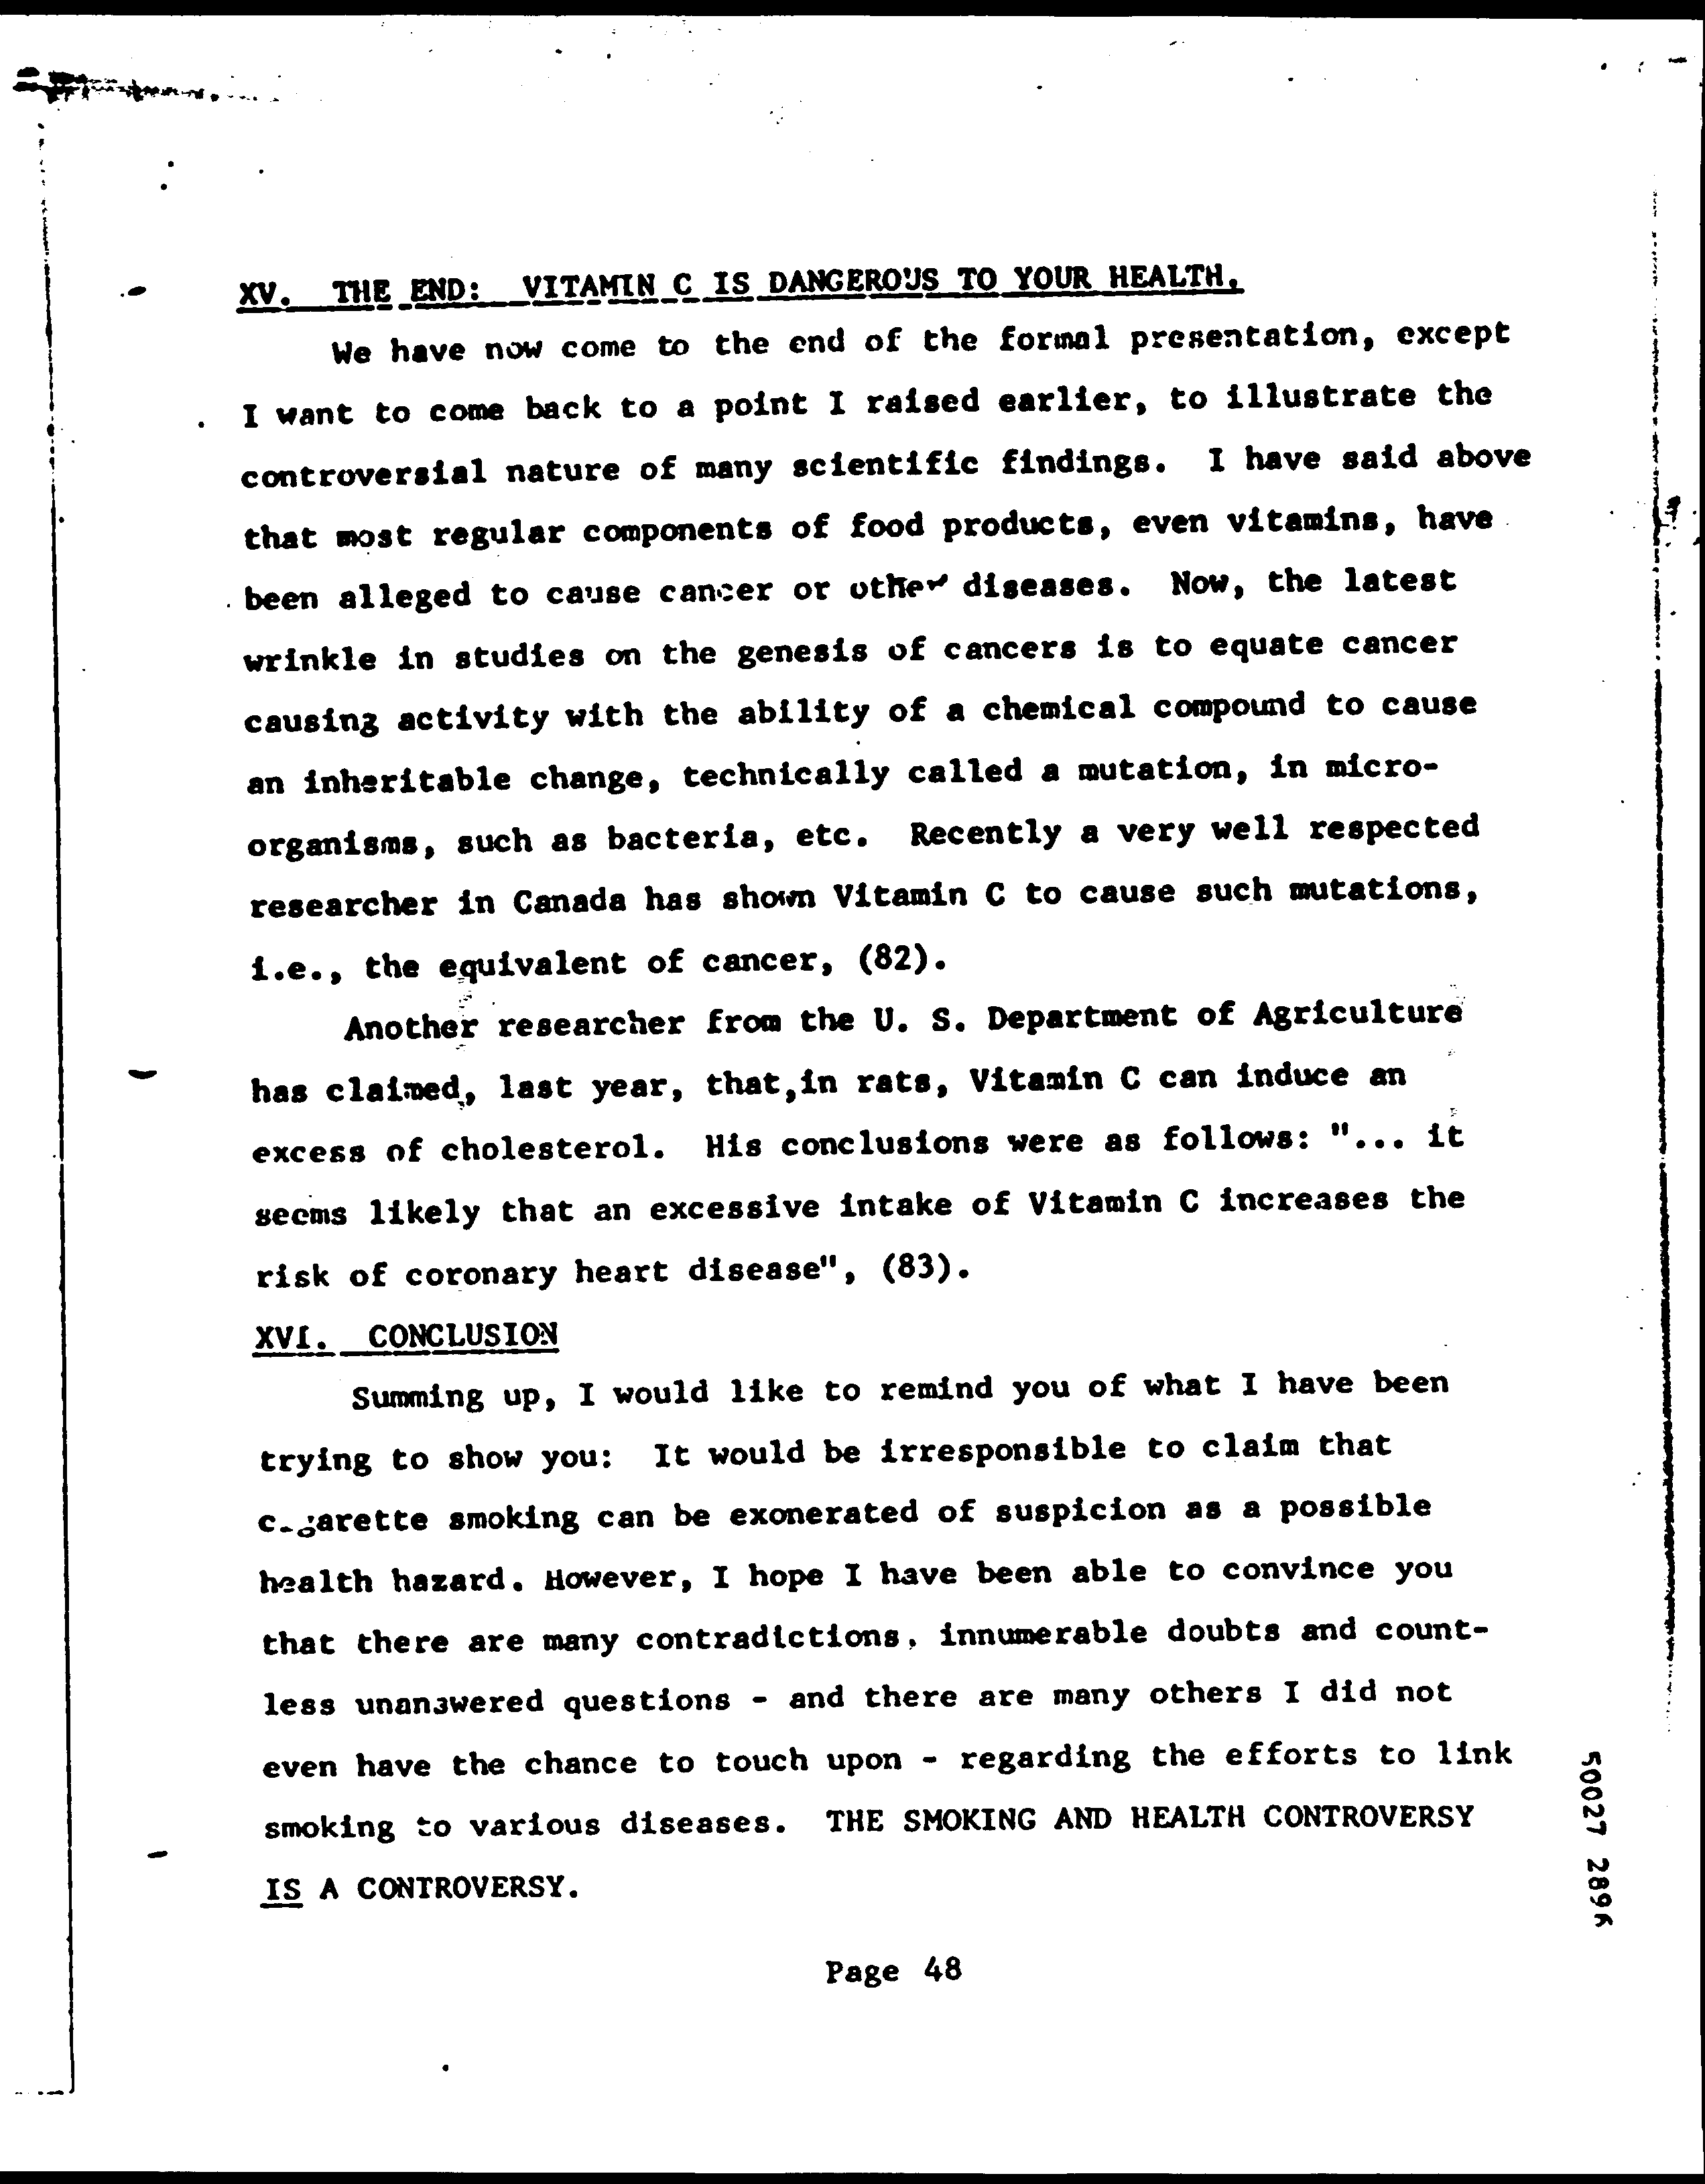 XV. THE END: VITAMIN C IS DANGEROUS TO YOUR HEALTH.
We have now come to the end of the formal presentation, except
I want to come back to a point I raised earlier, to illustrate the
controversial nature of many scientific findings. I have said above
that most regular components of food products, even vitamins, have
been alleged to cause cancer or other diseases. Now, the latest
wrinkle in studies on the genesis of cancers is to equate cancer
causing activity with the ability of a chemical compound to cause
an inheritable change, technically called a mutation, in micro-
organisms, such as bacteria, etc. Recently a very well respected
researcher in Canada has shown Vitamin C to cause such mutations,
i.e., the equivalent of cancer, (82).
Another researcher from the U. S. Department of Agriculture
has claimed, last year, that,in rats, Vitamin C can induce an
excess of cholesterol. His conclusions were as follows: "... it
seems likely that an excessive intake of Vitamin C increases the
risk of coronary heart disease", (83).
XVI. CONCLUSION
Summing up, I would like to remind you of what I have been
trying to show you: It would be irresponsible to claim that
cigarette smoking can be exonerated of suspicion as a possible
health hazard. However, I hope I have been able to convince you
that there are many contradictions, innumerable doubts and count-
less unanswered questions - and there are many others I did not
even have the chance to touch upon - regarding the efforts to link
smoking to various diseases. THE SMOKING AND HEALTH CONTROVERSY
IS A CONTROVERSY.
Page 48
50027 2896